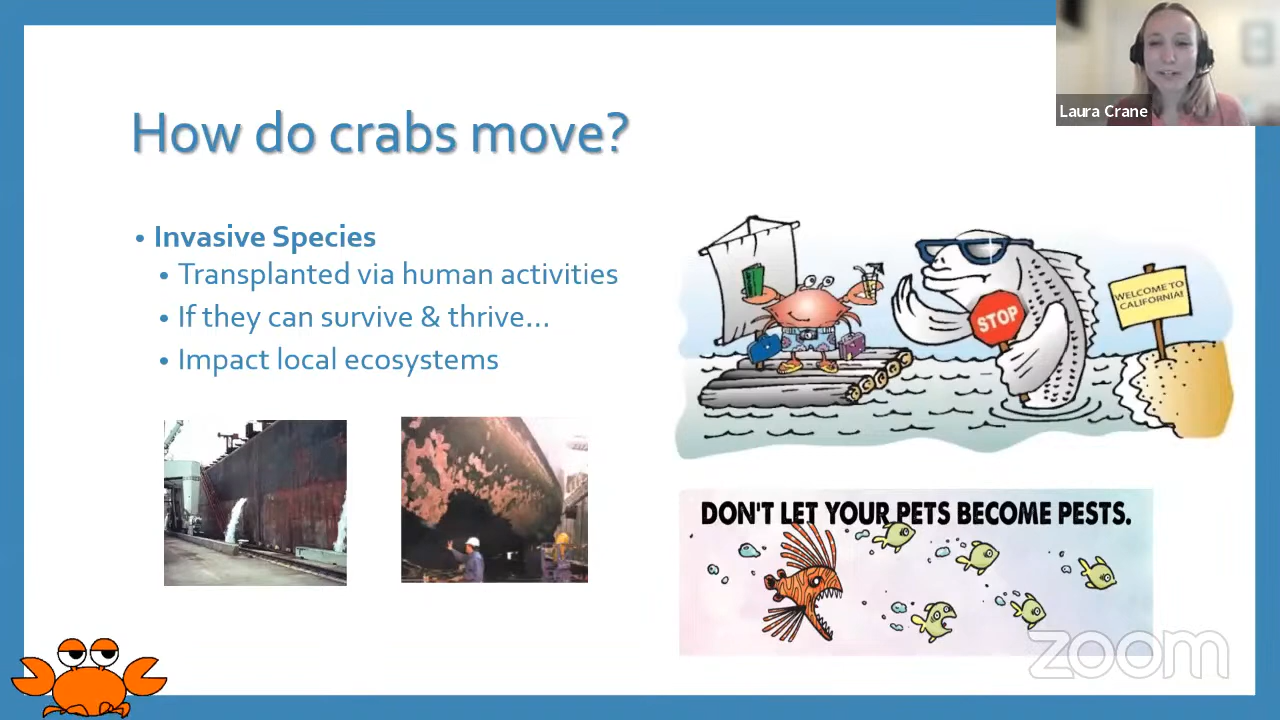 Laura Crane
How do crabs move?
• Invasive Species
• Transplanted via human activities
• If they can survive & thrive...
• Impact local ecosystems
STOP
WELCOME TO
CALIFORNIA!
DON'T LET YOUR PETS BECOME PESTS.
zoom